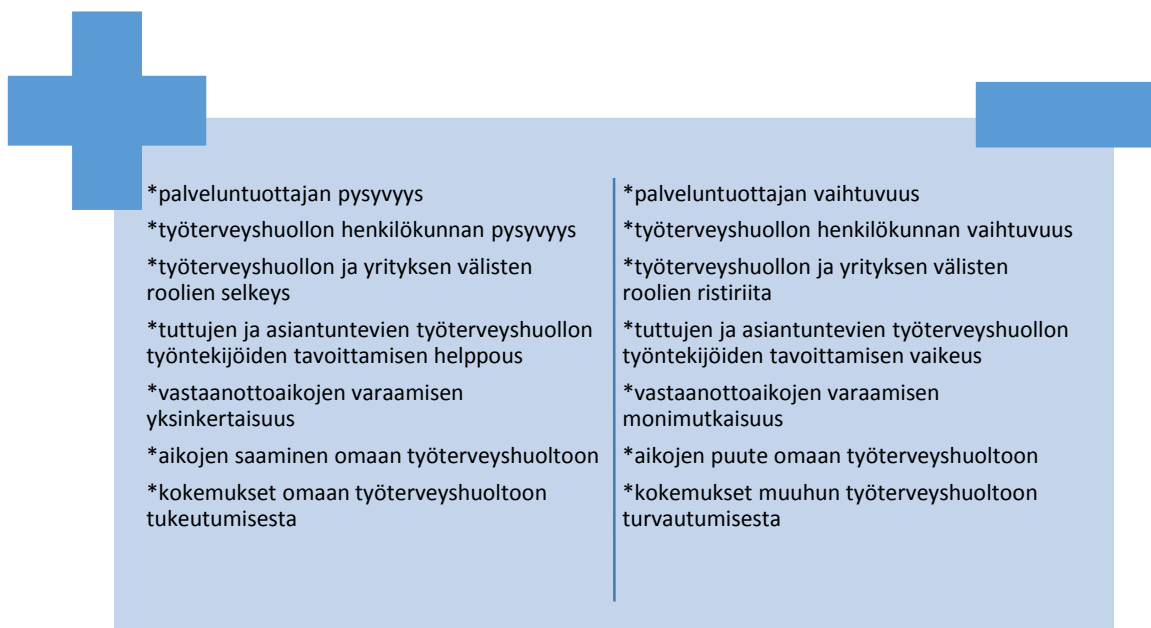 *palveluntuottajan pysyvyys
*työterveyshuollon henkilökunnan pysyvyys
*työterveyshuollon ja yrityksen välisten
roolien selkeys
*tuttujen ja asiantuntevien työterveyshuollon
työntekijöiden tavoittamisen helppous
*vastaanottoaikojen varaamisen
yksinkertaisuus
*aikojen saaminen omaan työterveyshuoltoon
*kokemukset omaan työterveyshuoltoon
tukeutumisesta
*palveluntuottajan vaihtuvuus
*työterveyshuollon henkilökunnan vaihtuvuus
*työterveyshuollon ja yrityksen välisten
roolien ristiriita
*tuttujen ja asiantuntevien työterveyshuollon
työntekijöiden tavoittamisen vaikeus
*vastaanottoaikojen varaamisen
monimutkaisuus
*aikojen puute omaan työterveyshuoltoon
*kokemukset muuhun työterveyshuoltoon
turvautumisesta